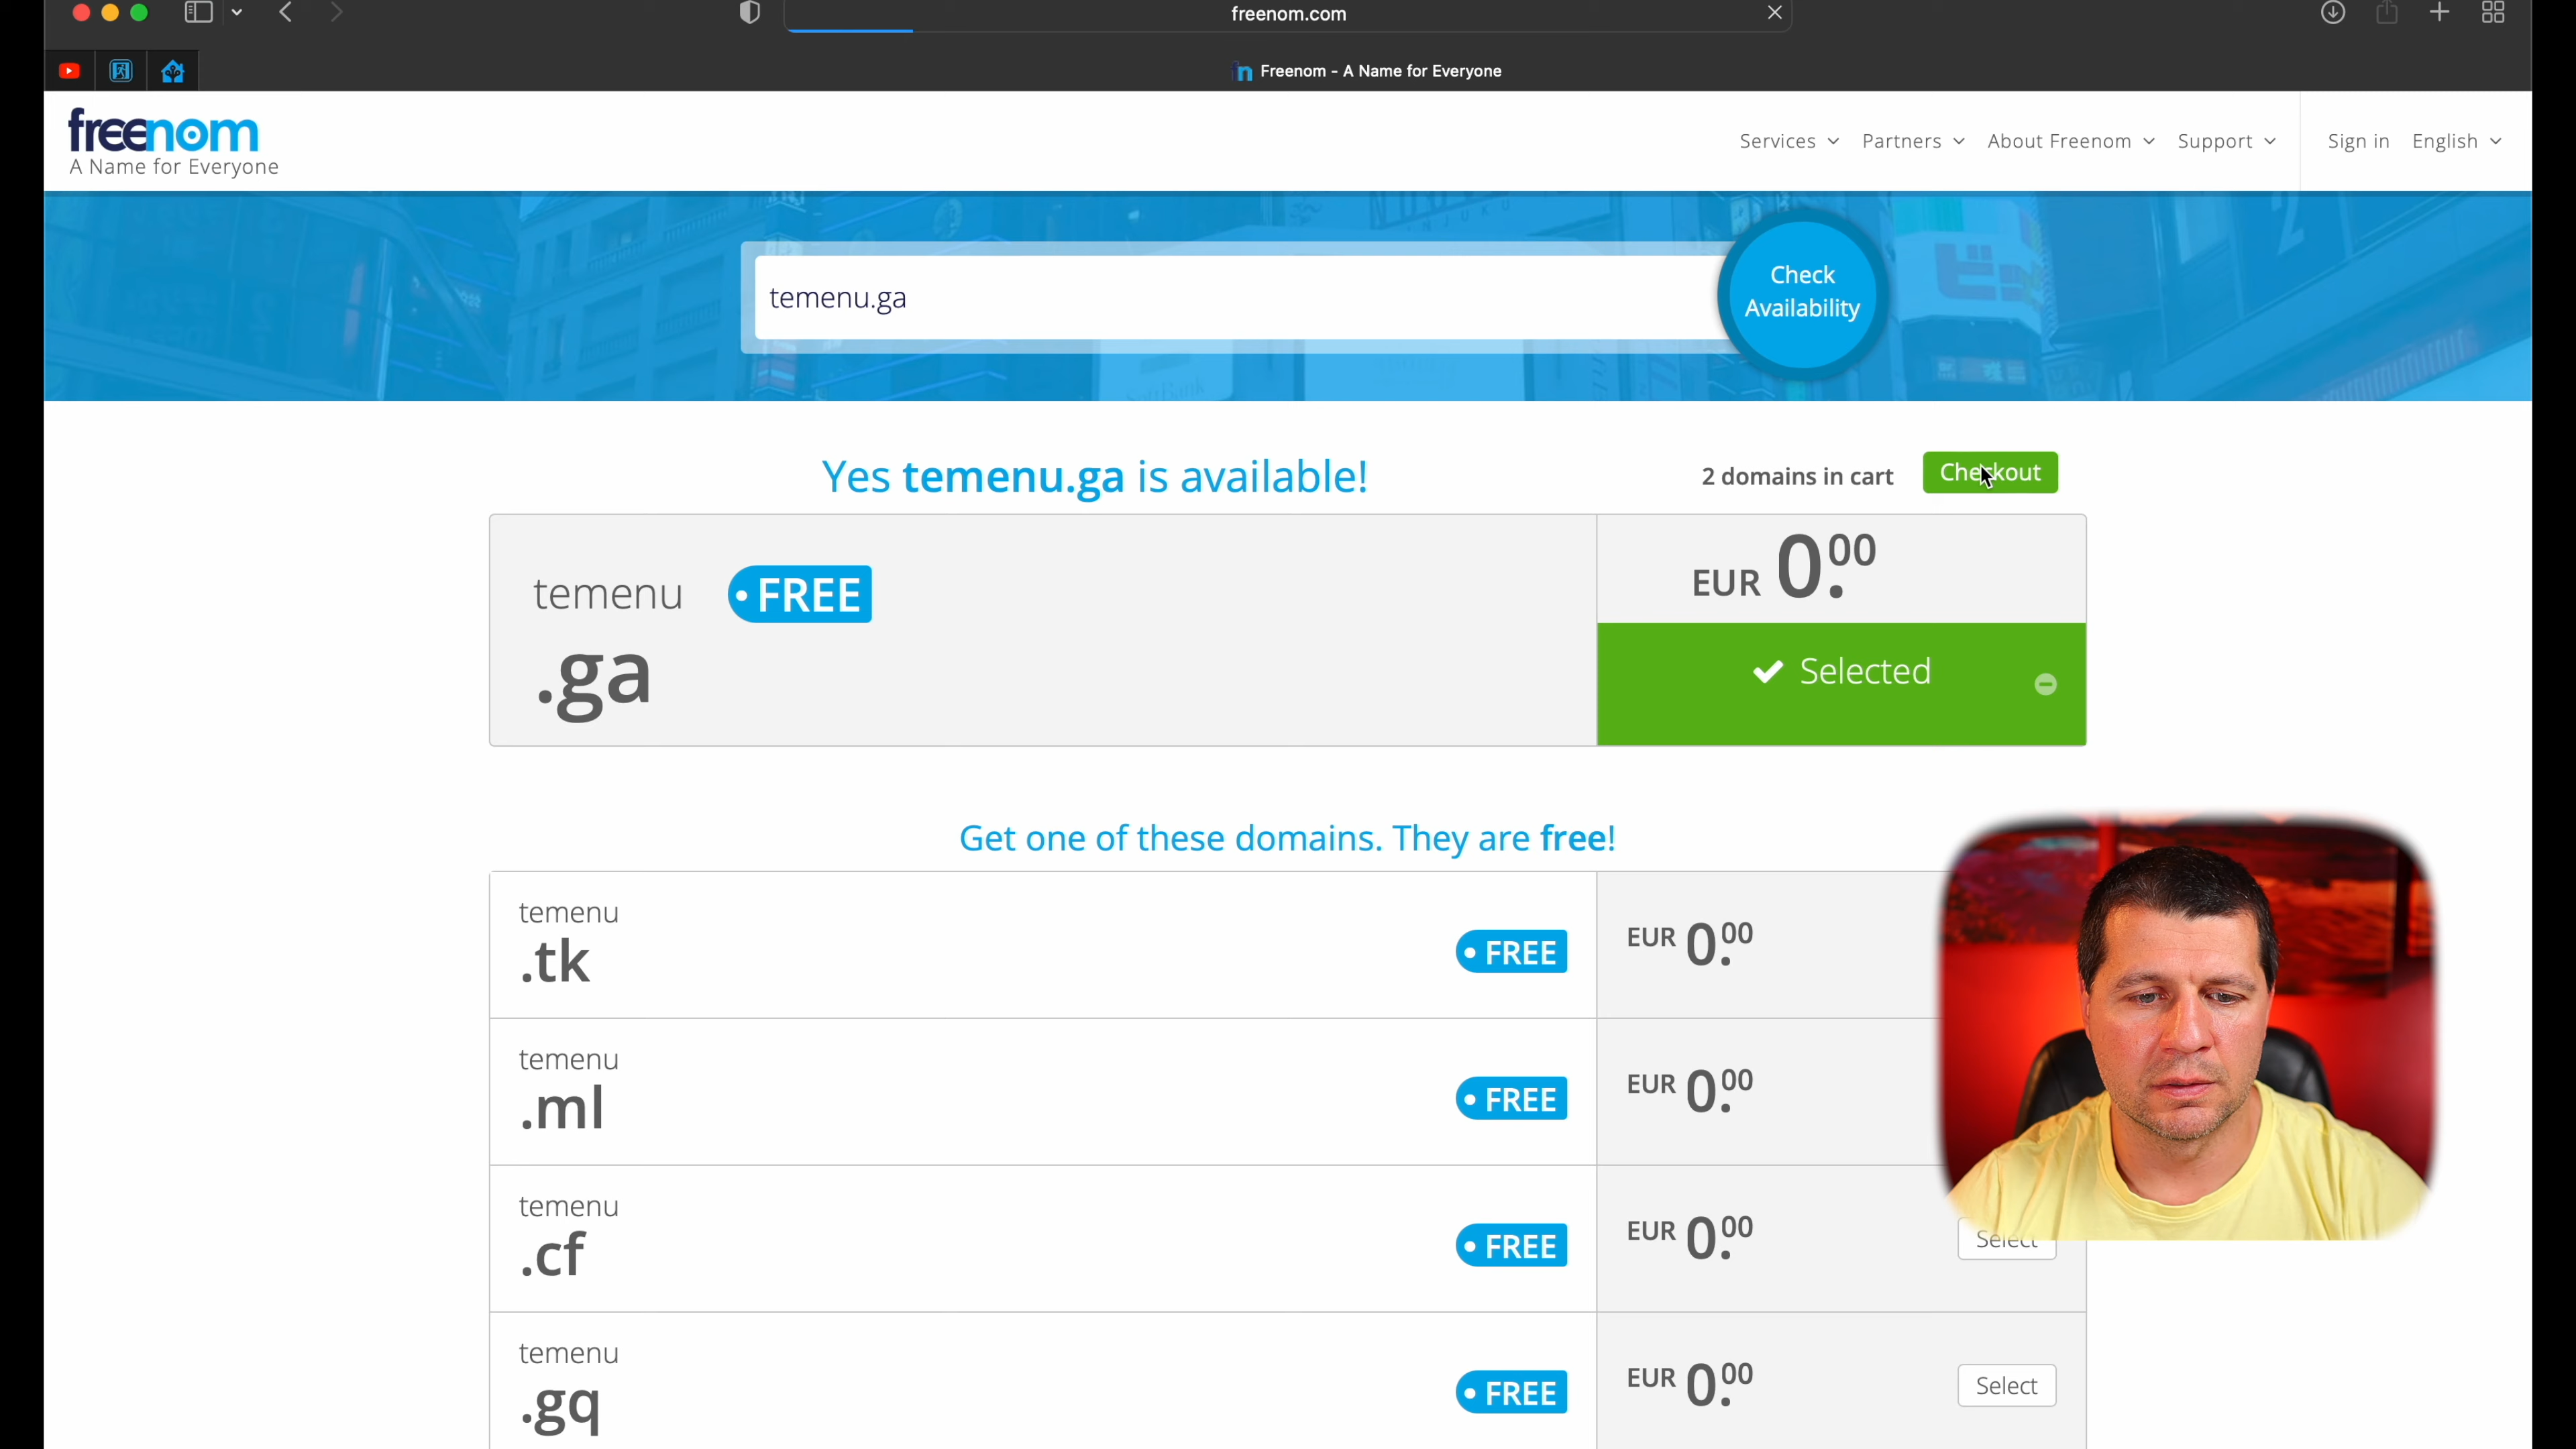 freenom.com
Freenom - A Name for Everyone
freenom
A Name for Everyone
Services
Partners
About Freenom
Support
Sign in
English
temenu.ga
Check
Availability
Yes temenu.ga is available!
2 domains in cart
Checkout
temenu
FREE
.ga
EUR 0.00
Selected
Get one of these domains. They are free!
temenu
.tk
FREE
EUR 0.00
temenu
.ml
FREE
EUR 0.00
temenu
.cf
FREE
EUR 0.00
Select
temenu
.gq
FREE
EUR 0.00
Select